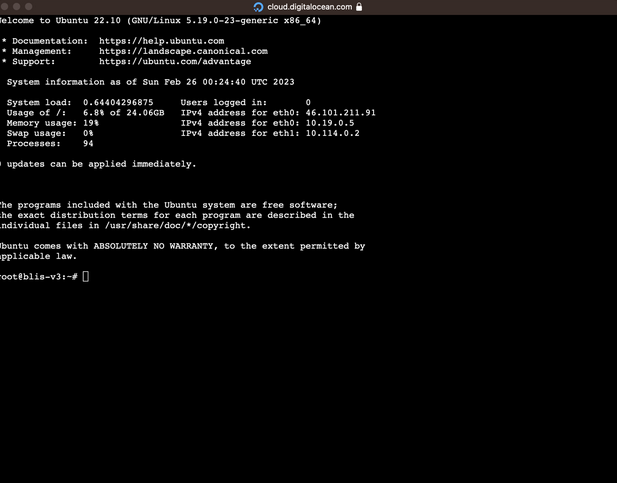 cloud.digitalocean.com
elcome to Ubuntu 22.10 (GNU/Linux 5.19.0-23-generic x86_64)
* Documentation:  https://help.ubuntu.com
* Management:     https://landscape.canonical.com
* Support:        https://ubuntu.com/advantage
System information as of Sun Feb 26 00:24:40 UTC 2023
System load:  0.64404296875     Users logged in:       0
Usage of /:   6.8% of 24.06GB   IPv4 address for eth0: 46.101.211.91
Memory usage: 19%               IPv4 address for eth0: 10.19.0.5
Swap usage:   0%                IPv4 address for eth1: 10.114.0.2
Processes:    94
0 updates can be applied immediately.
The programs included with the Ubuntu system are free software;
the exact distribution terms for each program are described in the
individual files in /usr/share/doc/*/copyright.
Ubuntu comes with ABSOLUTELY NO WARRANTY, to the extent permitted by
applicable law.
root@blis-v3:~#